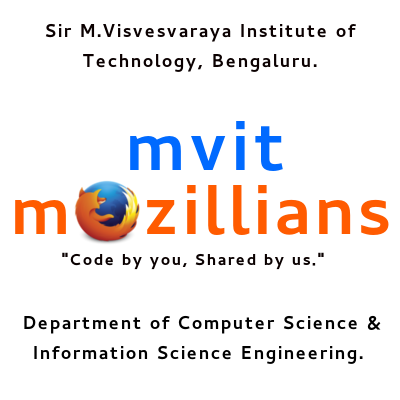 Sir M.Visvesvaraya Institute of
Technology, Bengaluru.
mvit
mozillians
"Code by you, Shared by us."
Department of Computer Science &
Information Science Engineering.